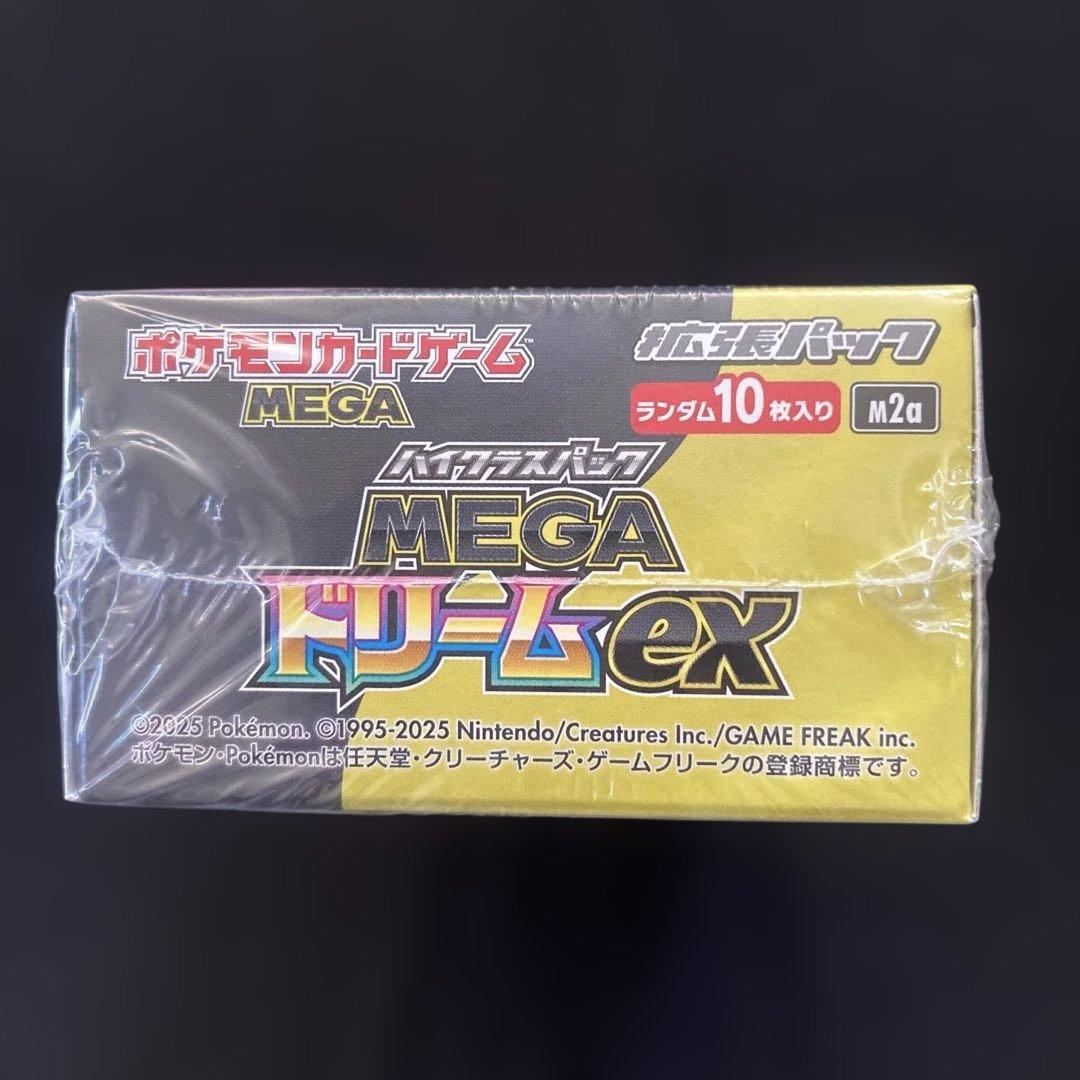 ポケモンカードゲーム™
MEGA
拡張パック
ランダム10枚入り
M2a
ハイクラスパック
MEGA
ドリームex
©2025 Pokémon. ©1995-2025 Nintendo/Creatures Inc./GAME FREAK inc.
ポケモン・Pokémonは任天堂・クリーチャーズ・ゲームフリークの登録商標です。